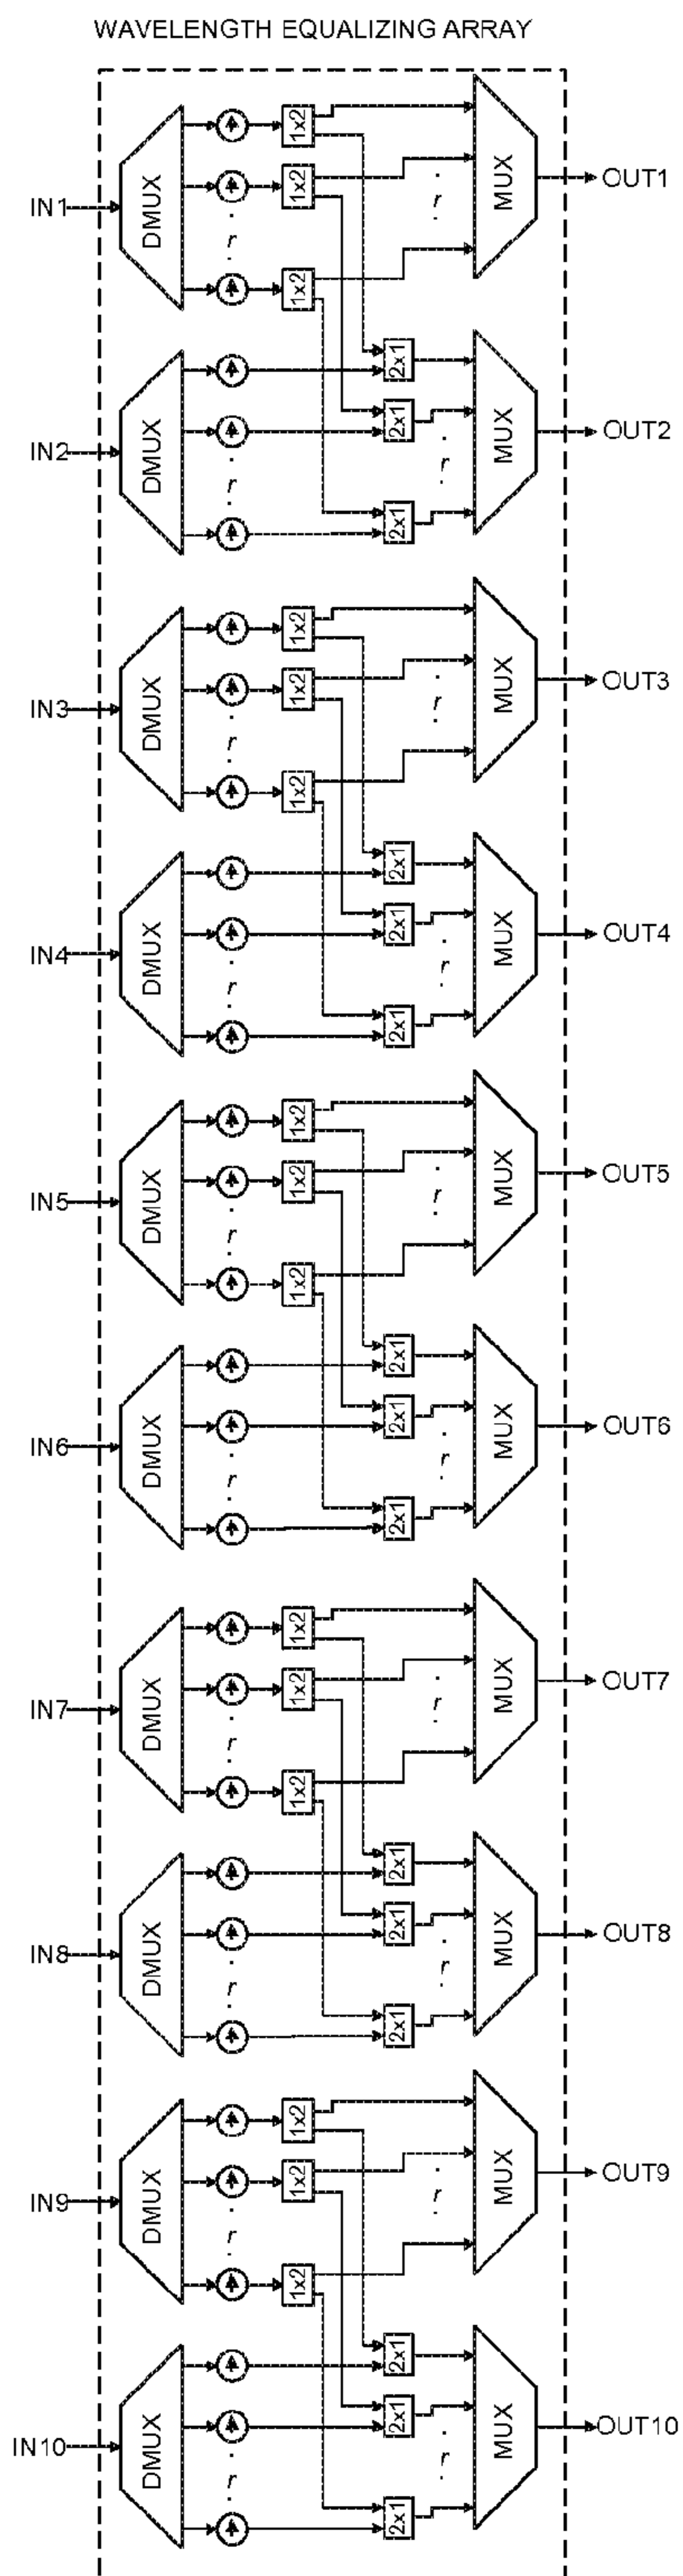 WAVELENGTH EQUALIZING ARRAY
IN1
DMUX
r
1x2
1x2
1x2
r
MUX
OUT1
IN2
DMUX
r
2x1
2x1
2x1
r
MUX
OUT2
IN3
DMUX
r
1x2
1x2
1x2
r
MUX
OUT3
IN4
DMUX
r
2x1
2x1
2x1
r
MUX
OUT4
IN5
DMUX
r
1x2
1x2
1x2
r
MUX
OUT5
IN6
DMUX
r
2x1
2x1
2x1
r
MUX
OUT6
IN7
DMUX
r
1x2
1x2
1x2
r
MUX
OUT7
IN8
DMUX
r
2x1
2x1
2x1
r
MUX
OUT8
IN9
DMUX
r
1x2
1x2
1x2
r
MUX
OUT9
IN10
DMUX
r
2x1
2x1
2x1
r
MUX
OUT10